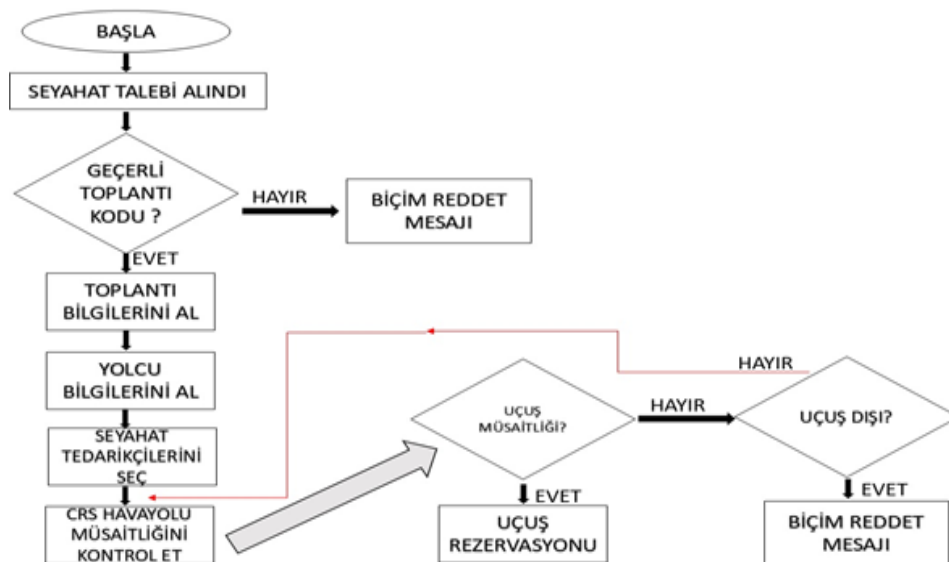 BAŞLA
SEYAHAT TALEBİ ALINDI
GEÇERLİ
TOPLANTI
KODU ?
HAYIR
BİÇİM REDDET
MESAJI
EVET
TOPLANTI
BİLGİLERİNİ AL
YOLCU
BİLGİLERİNİ AL
SEYAHAT
TEDARİKÇİLERİNİ
SEÇ
CRS HAVAYOLU
MÜSAİTLİĞİNİ
KONTROL ET
UÇUŞ
MÜSAİTLİĞİ?
HAYIR
EVET
UÇUŞ
REZERVASYONU
UÇUŞ DIŞI?
HAYIR
EVET
BİÇİM REDDET
MESAJI